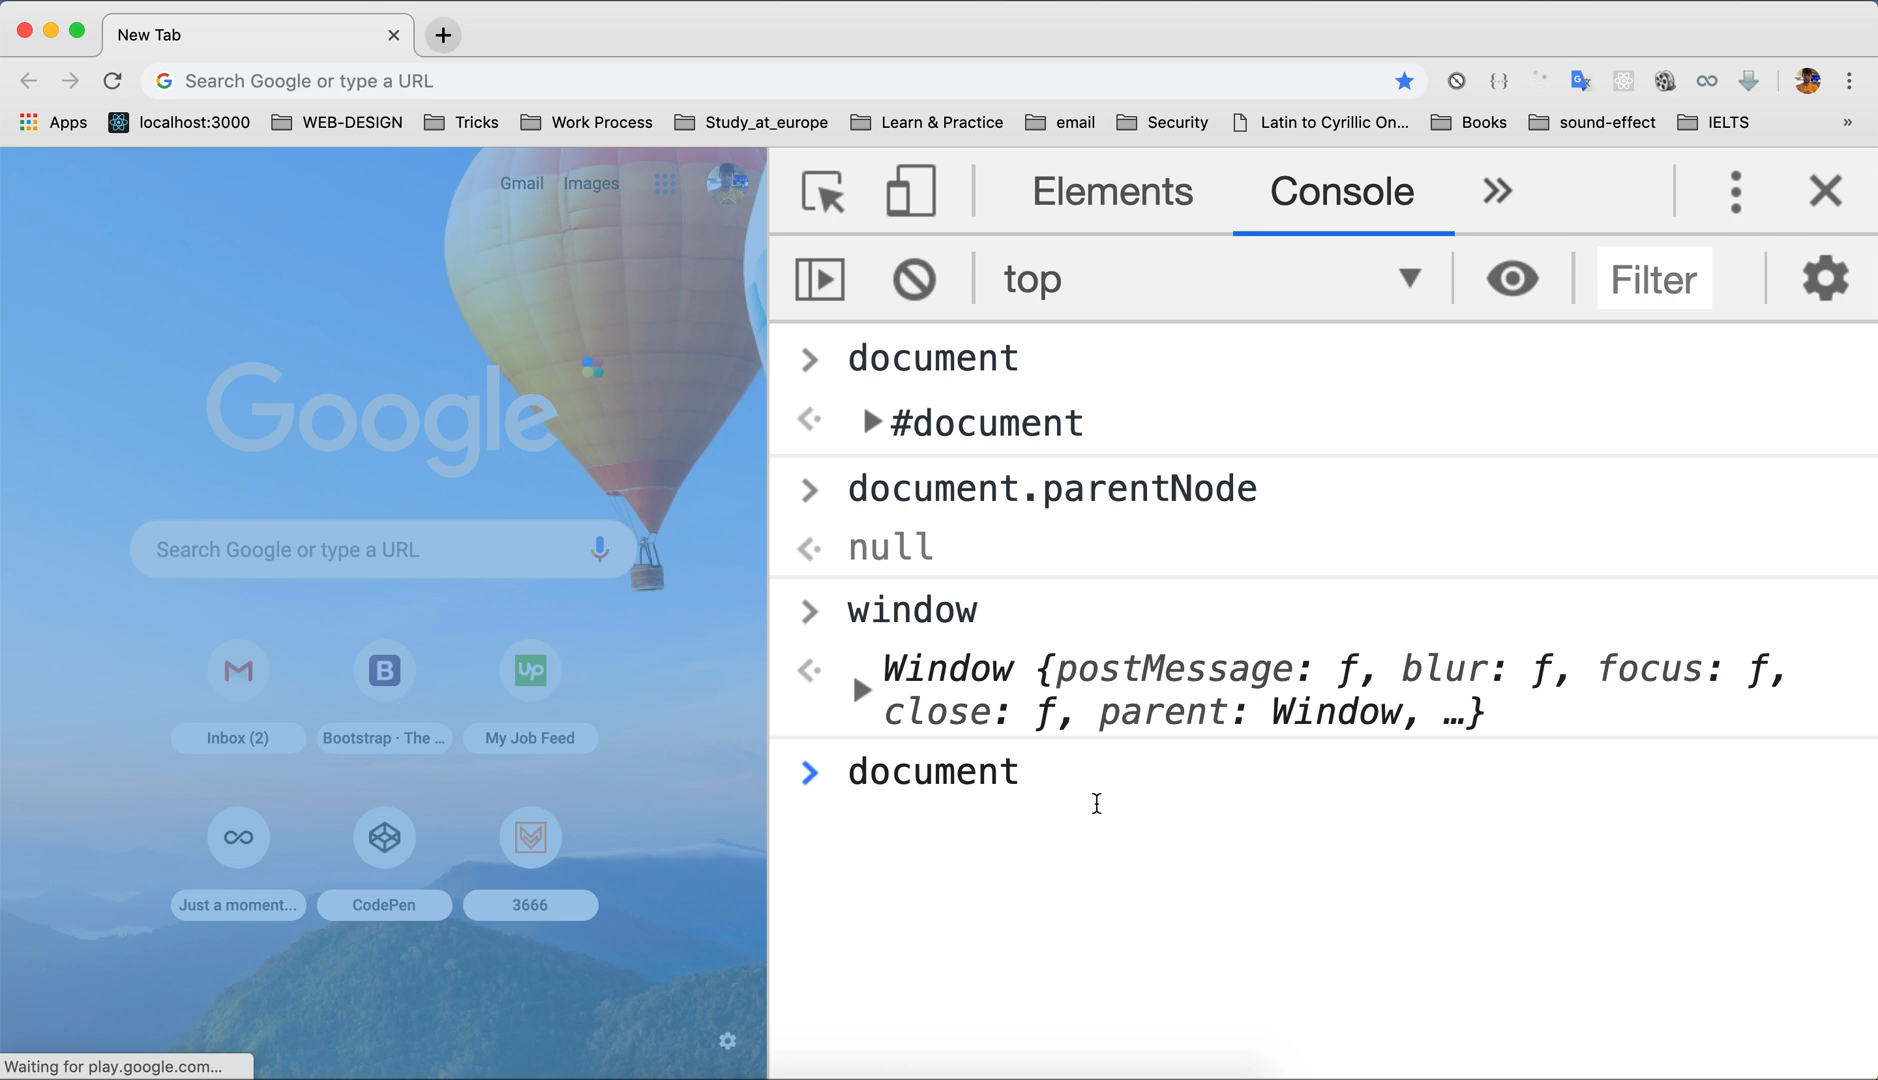 New Tab
Search Google or type a URL
Apps localhost:3000 WEB-DESIGN Tricks Work Process Study_at_europe Learn & Practice email Security Latin to Cyrillic On... Books sound-effect IELTS »
Gmail Images
Google
Search Google or type a URL
Inbox (2) Bootstrap · The ... My Job Feed
Just a moment... CodePen 3666
Waiting for play.google.com...
Elements Console
top Filter
document
#document
document.parentNode
null
window
Window {postMessage: ƒ, blur: ƒ, focus: ƒ,
close: ƒ, parent: Window, …}
document